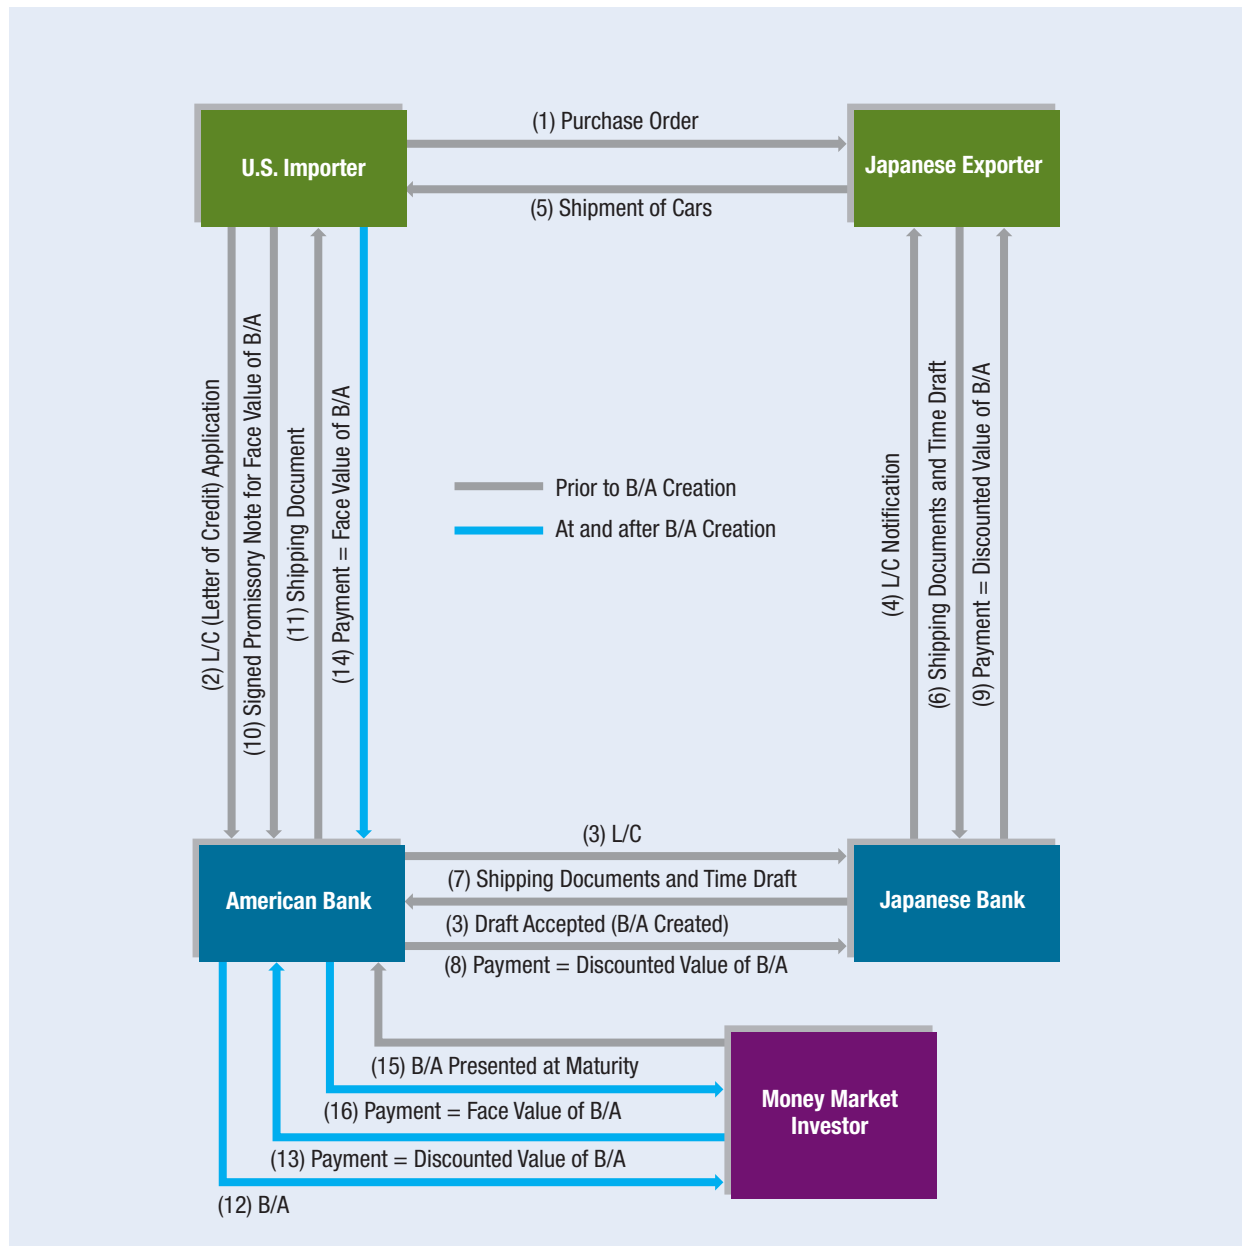 (1) Purchase Order
U.S. Importer
Japanese Exporter
(5) Shipment of Cars
(2) L/C (Letter of Credit) Application
(10) Signed Promissory Note for Face Value of B/A
(11) Shipping Document
(14) Payment = Face Value of B/A
Prior to B/A Creation
At and after B/A Creation
(4) L/C Notification
(6) Shipping Documents and Time Draft
(9) Payment = Discounted Value of B/A
(3) L/C
(7) Shipping Documents and Time Draft
American Bank
Japanese Bank
(3) Draft Accepted (B/A Created)
(8) Payment = Discounted Value of B/A
(15) B/A Presented at Maturity
(16) Payment = Face Value of B/A
Money Market
Investor
(13) Payment = Discounted Value of B/A
(12) B/A